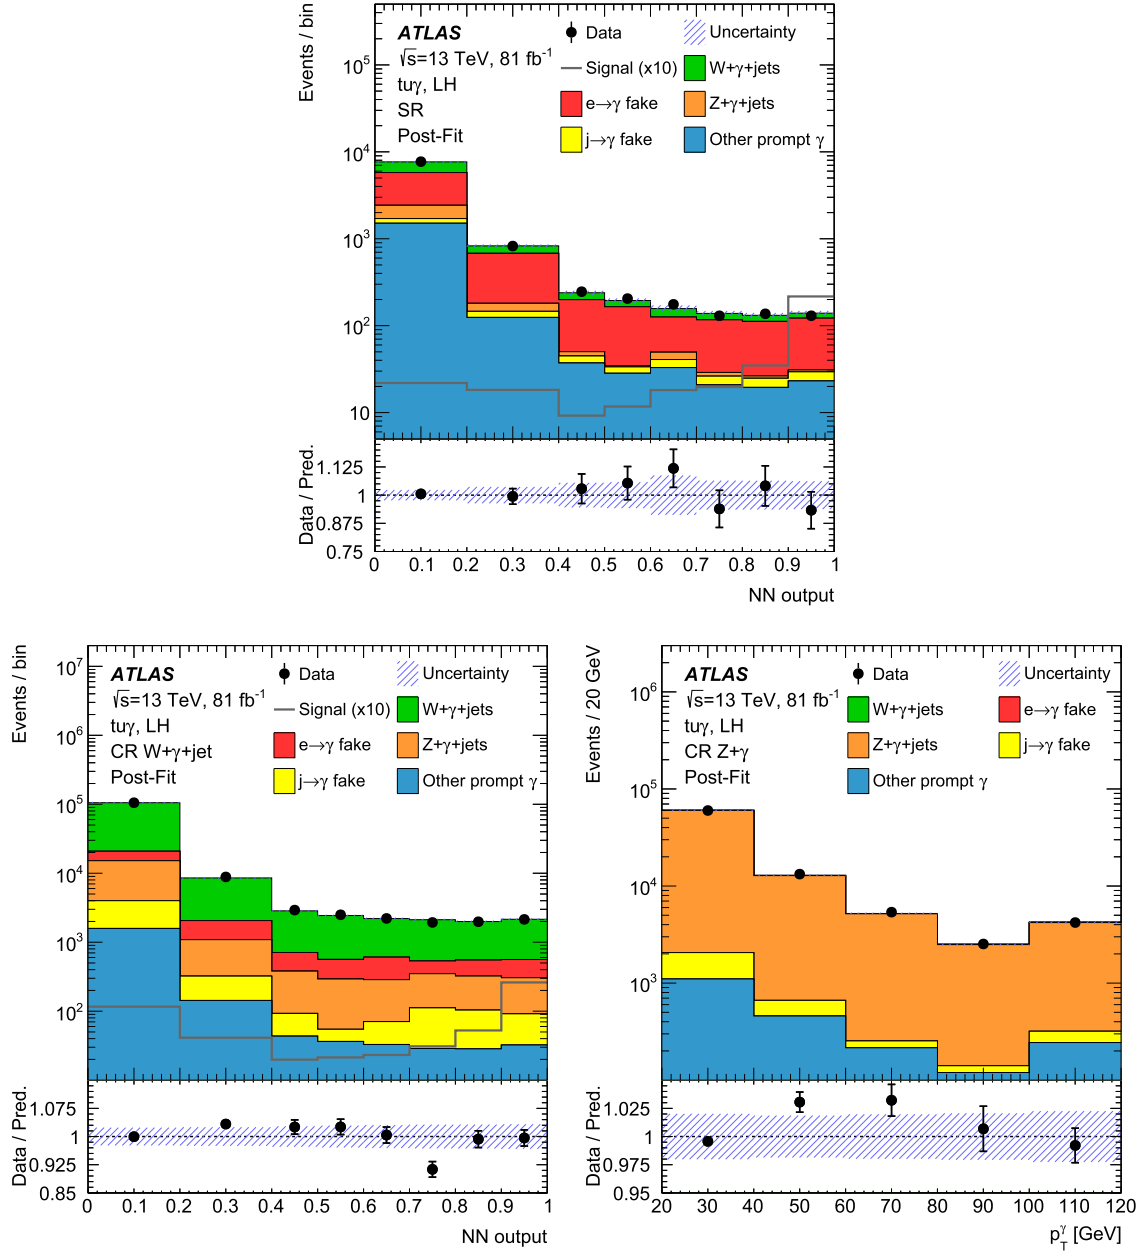 Events / bin
ATLAS
√s=13 TeV, 81 fb⁻¹
tuγ, LH
SR
Post-Fit
Data
Uncertainty
Signal (x10)
W+γ+jets
e→γ fake
Z+γ+jets
j→γ fake
Other prompt γ
10⁵
10⁴
10³
10²
10
Data / Pred.
1.125
1
0.875
0.75
0 0.1 0.2 0.3 0.4 0.5 0.6 0.7 0.8 0.9 1
NN output
Events / bin
ATLAS
√s=13 TeV, 81 fb⁻¹
tuγ, LH
CR W+γ+jet
Post-Fit
Data
Uncertainty
Signal (x10)
W+γ+jets
e→γ fake
Z+γ+jets
j→γ fake
Other prompt γ
10⁷
10⁶
10⁵
10⁴
10³
10²
Data / Pred.
1.075
1
0.925
0.85
0 0.1 0.2 0.3 0.4 0.5 0.6 0.7 0.8 0.9 1
NN output
Events / 20 GeV
ATLAS
√s=13 TeV, 81 fb⁻¹
tuγ, LH
CR Z+γ
Post-Fit
Data
Uncertainty
W+γ+jets
e→γ fake
Z+γ+jets
j→γ fake
Other prompt γ
10⁶
10⁵
10⁴
10³
Data / Pred.
1.025
1
0.975
0.95
20 30 40 50 60 70 80 90 100 110 120
p_T^γ [GeV]